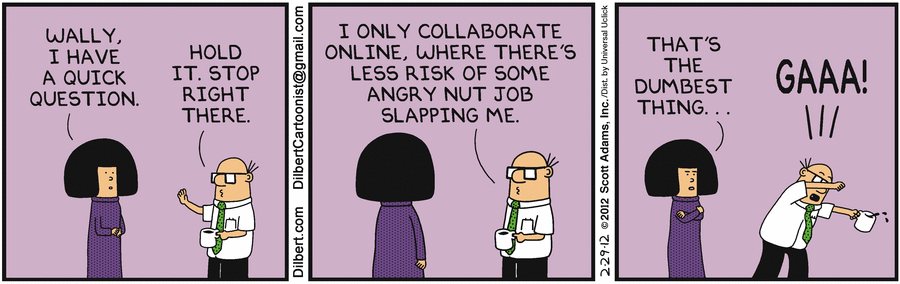 WALLY,
I HAVE
A QUICK
QUESTION.
HOLD
IT. STOP
RIGHT
THERE.
Dilbert.com DilbertCartoonist@gmail.com
I ONLY COLLABORATE
ONLINE, WHERE THERE'S
LESS RISK OF SOME
ANGRY NUT JOB
SLAPPING ME.
2-29-12 ©2012 Scott Adams, Inc./Dist. by Universal Uclick
THAT'S
THE
DUMBEST
THING...
GAAA!